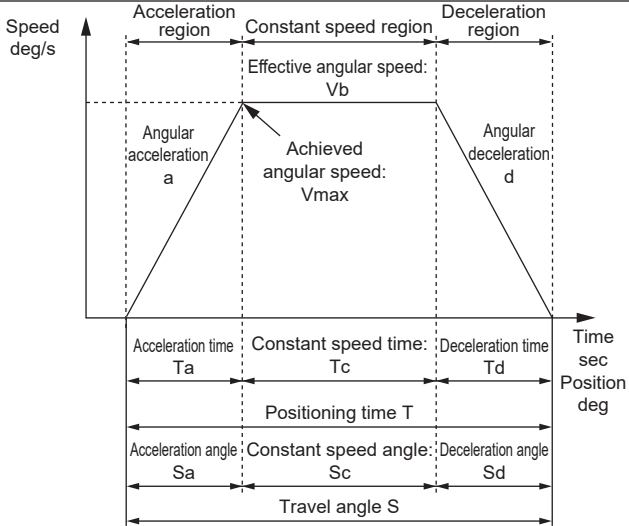 Speed
deg/s
Acceleration
region
Constant speed region
Deceleration
region
Effective angular speed:
Vb
Angular
acceleration
a
Achieved
angular speed:
Vmax
Angular
deceleration
d
Time
sec
Position
deg
Acceleration time
Ta
Constant speed time:
Tc
Deceleration time
Td
Positioning time T
Acceleration angle
Sa
Constant speed angle:
Sc
Deceleration angle
Sd
Travel angle S